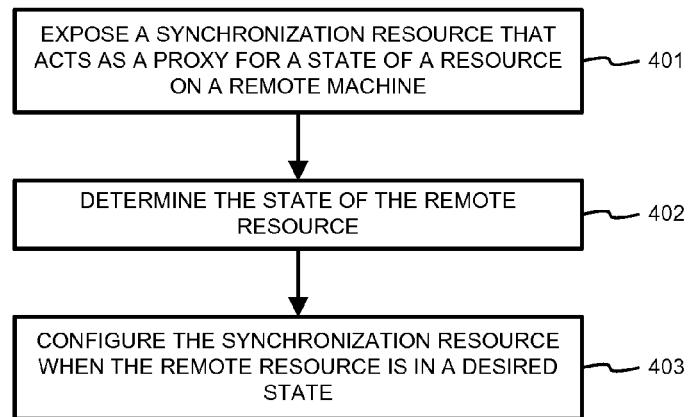 EXPOSE A SYNCHRONIZATION RESOURCE THAT
ACTS AS A PROXY FOR A STATE OF A RESOURCE
ON A REMOTE MACHINE
401
DETERMINE THE STATE OF THE REMOTE
RESOURCE
402
CONFIGURE THE SYNCHRONIZATION RESOURCE
WHEN THE REMOTE RESOURCE IS IN A DESIRED
STATE
403